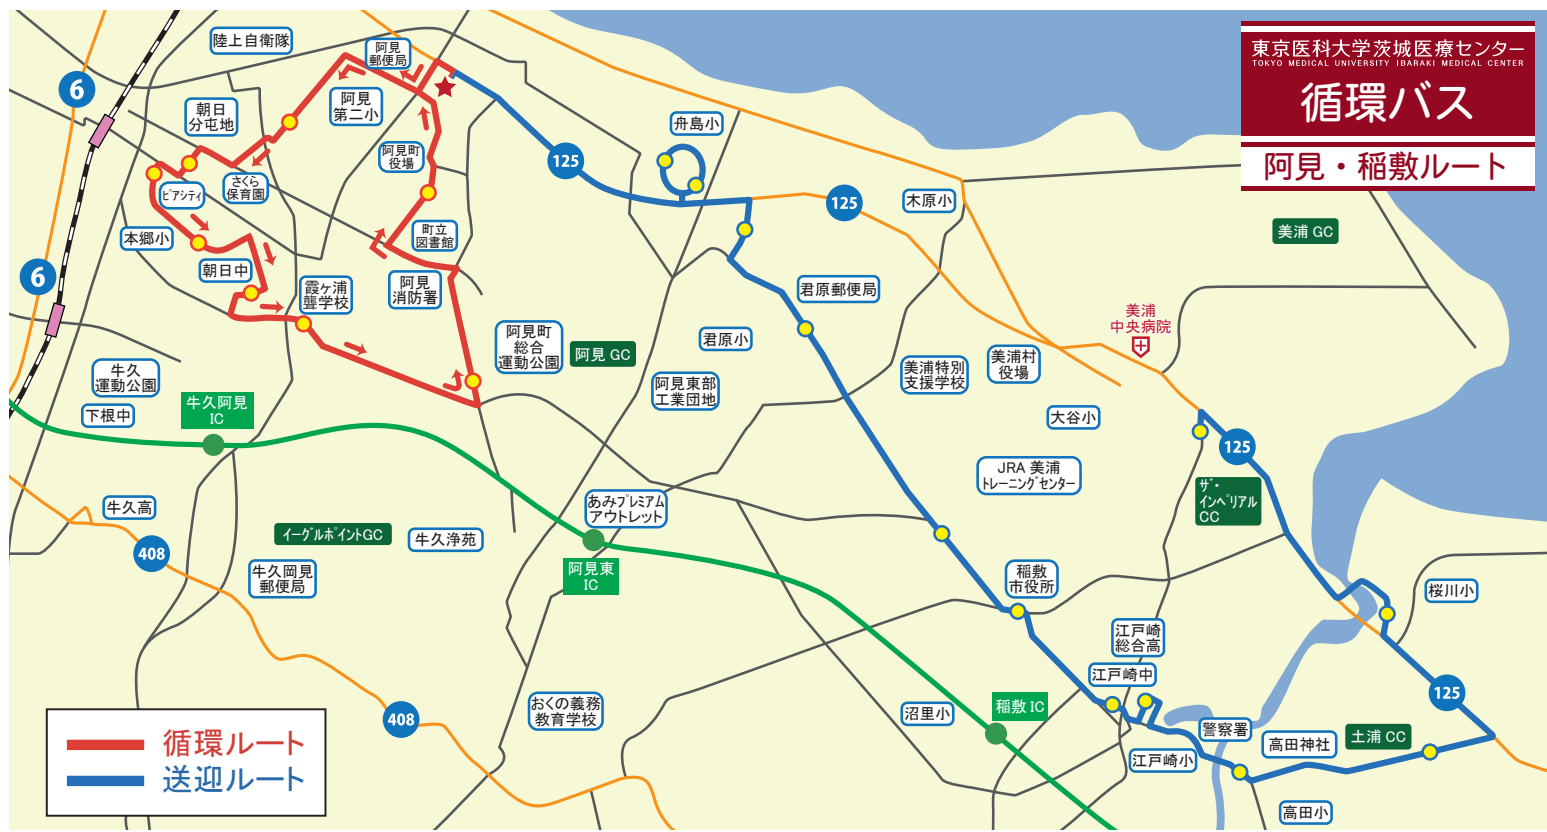 東京医科大学茨城医療センター
TOKYO MEDICAL UNIVERSITY IBARAKI MEDICAL CENTER
循環バス
阿見・稲敷ルート
陸上自衛隊
阿見
郵便局
6
朝日
分屯地
阿見
第二小
舟島小
125
阿見町
役場
ピアシティ
さくら
保育園
125
木原小
本郷小
町立
図書館
美浦 GC
朝日中
6
霞ヶ浦
聾学校
阿見
消防署
君原郵便局
美浦
中央病院
阿見町
総合
運動公園
阿見 GC
君原小
美浦特別
支援学校
美浦村
役場
牛久
運動公園
阿見東部
工業団地
下根中
牛久阿見
IC
大谷小
125
JRA 美浦
トレーニングセンター
ザ・
インペリアル
CC
牛久高
あみプレミアム
アウトレット
イーグルポイントGC
牛久浄苑
408
牛久岡見
郵便局
阿見東
IC
稲敷
市役所
桜川小
江戸崎
総合高
江戸崎中
125
おくの義務
教育学校
沼里小
稲敷 IC
408
警察署
高田神社
土浦 CC
江戸崎小
高田小
循環ルート
送迎ルート